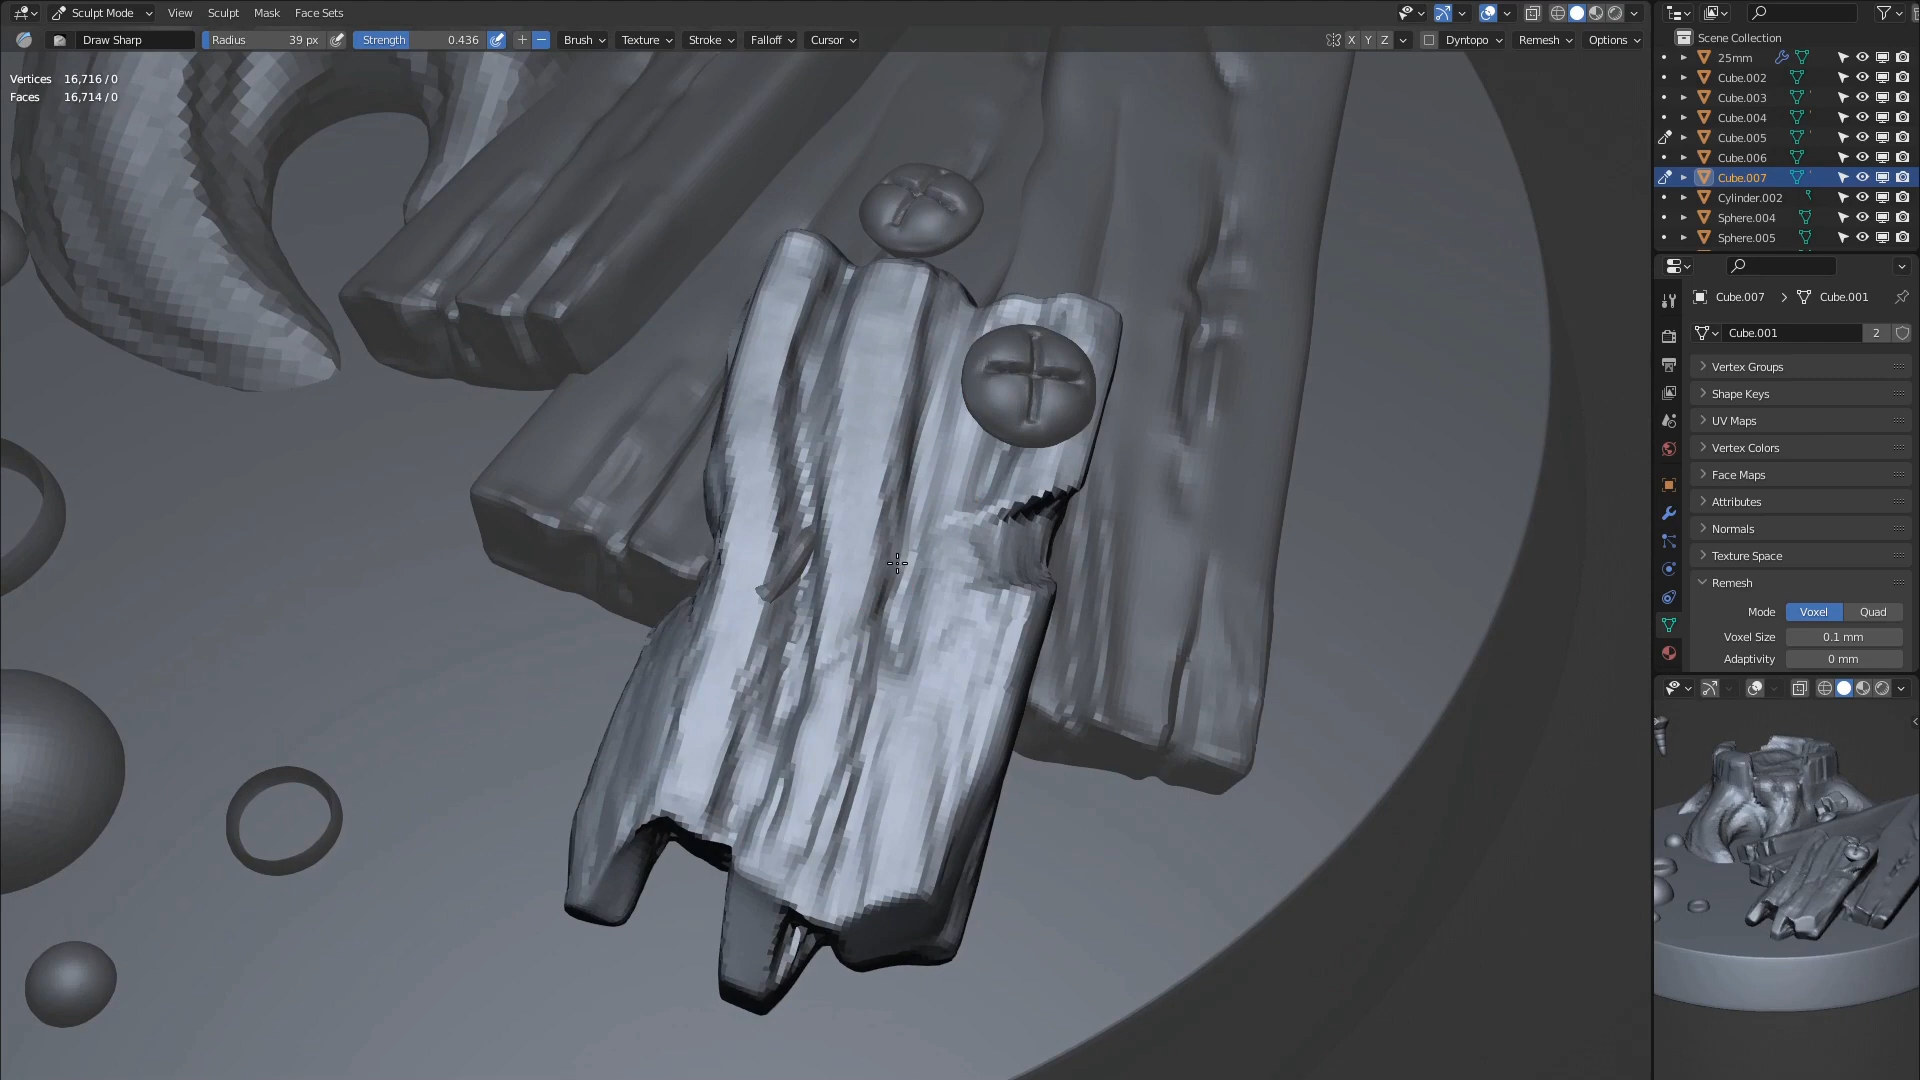 Sculpt Mode View Sculpt Mask Face Sets
Draw Sharp Radius 39 px Strength 0.436 Brush Texture Stroke Falloff Cursor X Y Z Dyntopo Remesh Options
Vertices 16,716 / 0
Faces 16,714 / 0
Scene Collection
25mm
Cube.002
Cube.003
Cube.004
Cube.005
Cube.006
Cube.007
Cylinder.002
Sphere.004
Sphere.005
Cube.007 Cube.001
Cube.001 2
Vertex Groups
Shape Keys
UV Maps
Vertex Colors
Face Maps
Attributes
Normals
Texture Space
Remesh
Mode Voxel Quad
Voxel Size 0.1 mm
Adaptivity 0 mm